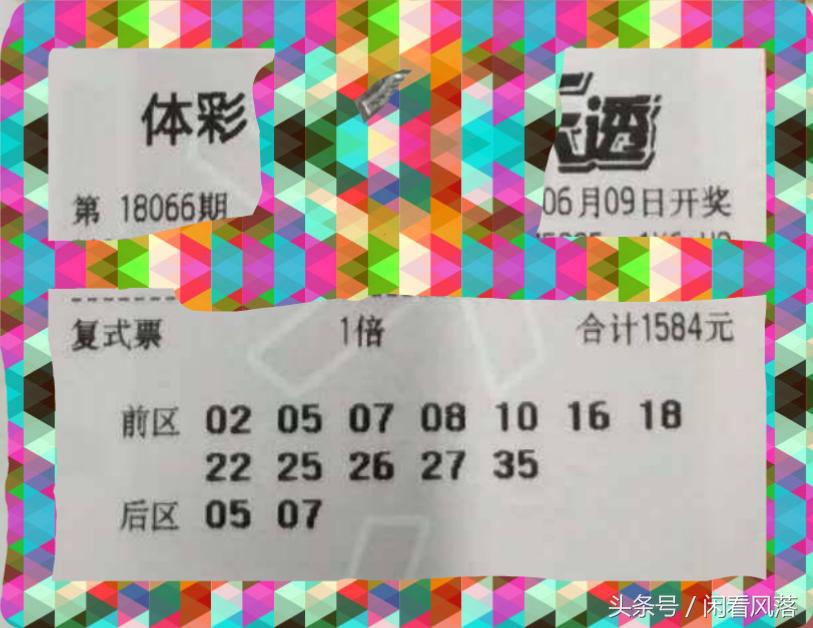 体彩
透
第 18066期
06月09日开奖
复式票 1倍 合计1584元
前区 02 05 07 08 10 16 18
22 25 26 27 35
后区 05 07
头条号 / 闲看风落